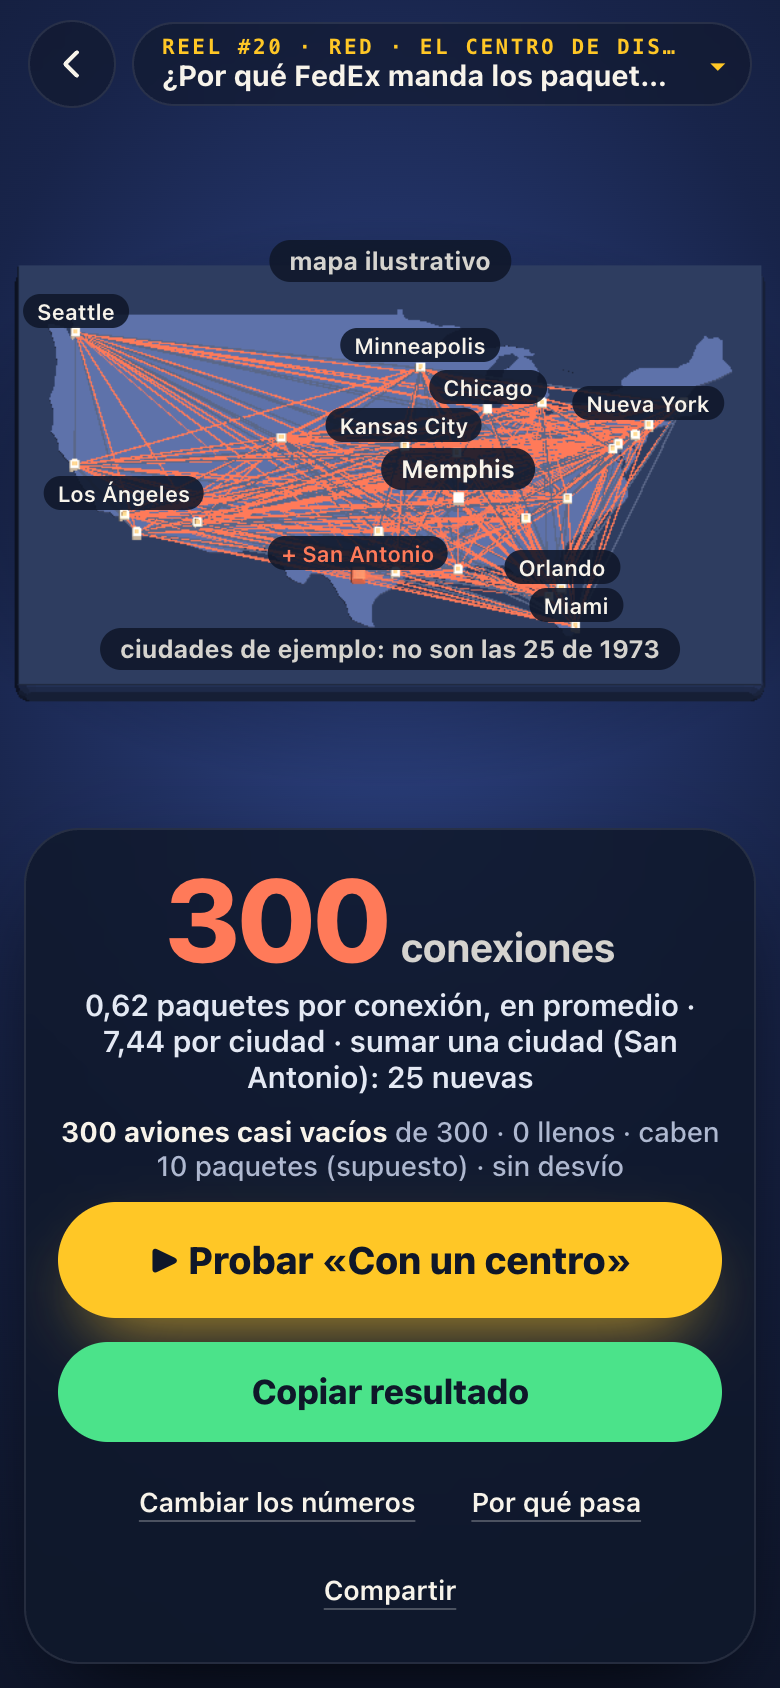 REEL #20 · RED · EL CENTRO DE DIS…
¿Por qué FedEx manda los paquet...
mapa ilustrativo
Seattle
Minneapolis
Chicago
Nueva York
Kansas City
Memphis
Los Ángeles
+ San Antonio
Orlando
Miami
ciudades de ejemplo: no son las 25 de 1973
300 conexiones
0,62 paquetes por conexión, en promedio ·
7,44 por ciudad · sumar una ciudad (San
Antonio): 25 nuevas
300 aviones casi vacíos de 300 · 0 llenos · caben
10 paquetes (supuesto) · sin desvío
Probar «Con un centro»
Copiar resultado
Cambiar los números
Por qué pasa
Compartir